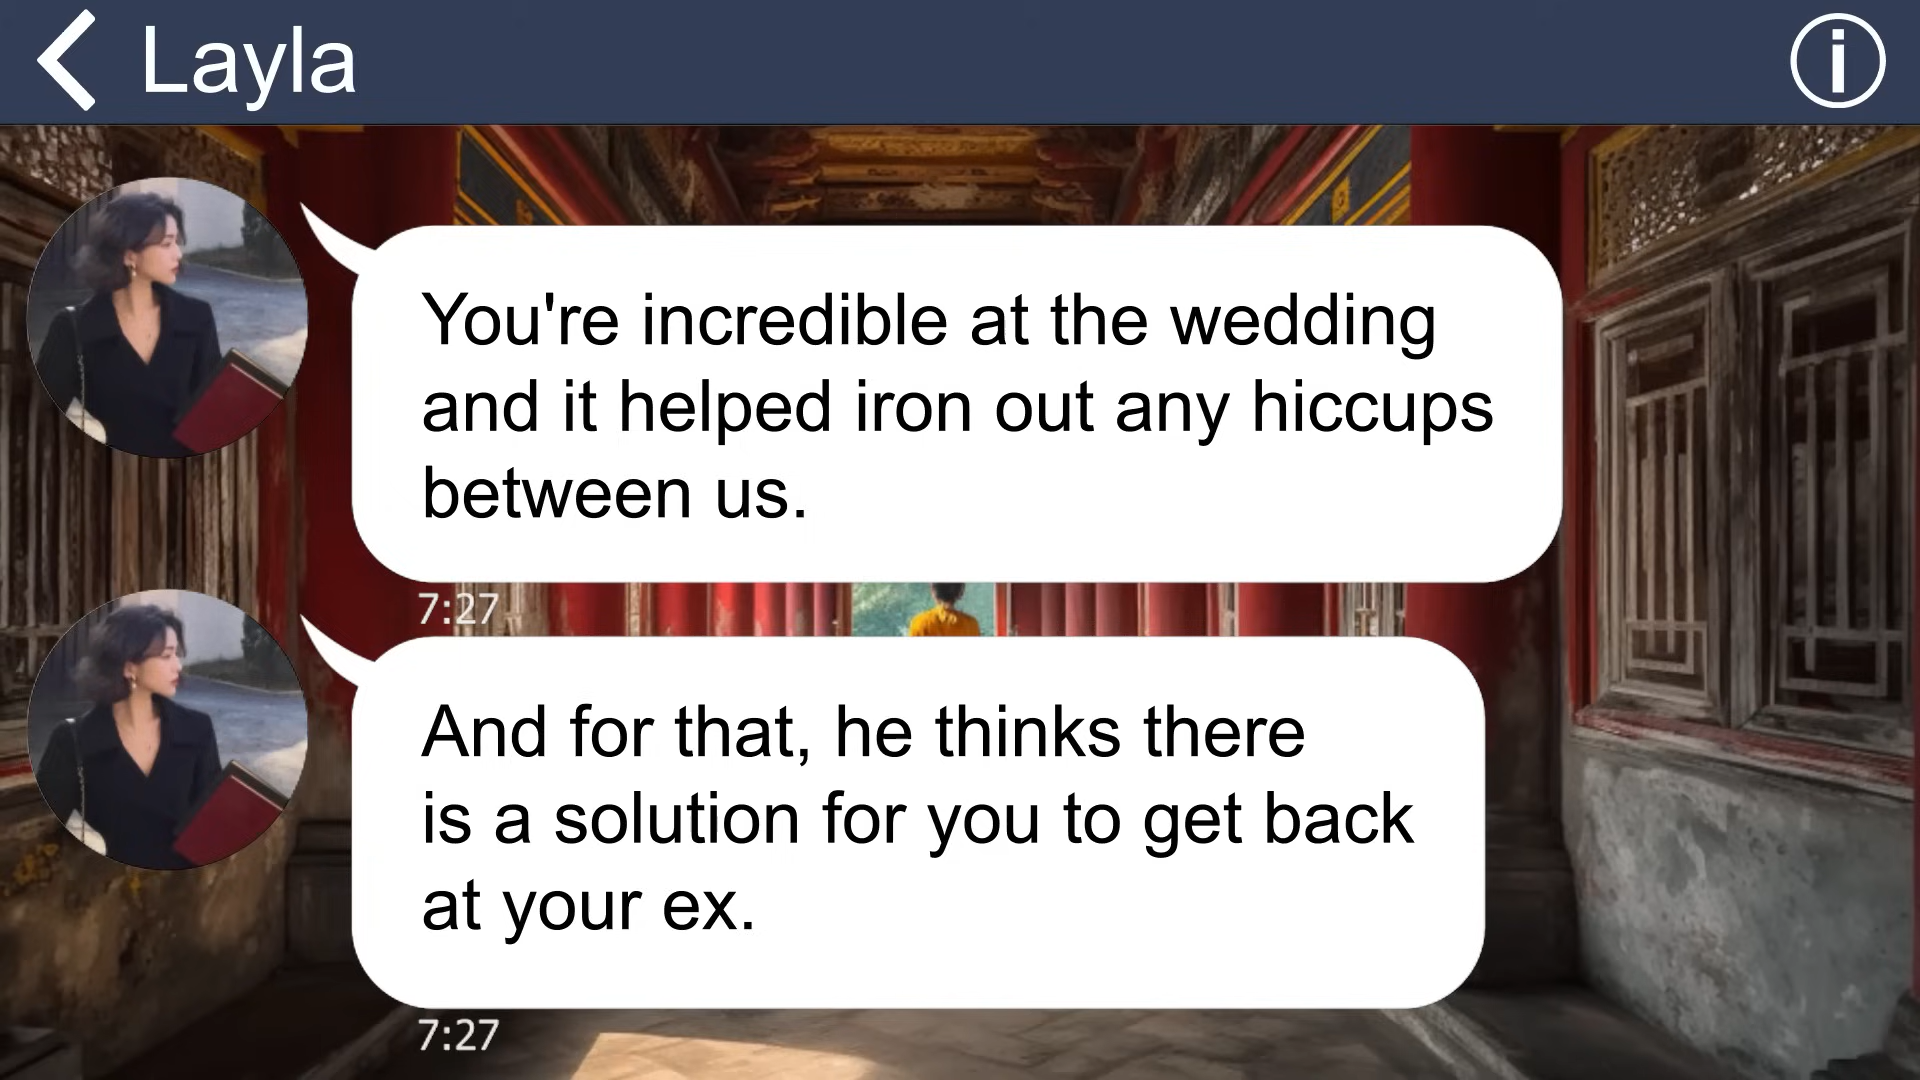 Layla
You're incredible at the wedding
and it helped iron out any hiccups
between us.
7:27
And for that, he thinks there
is a solution for you to get back
at your ex.
7:27